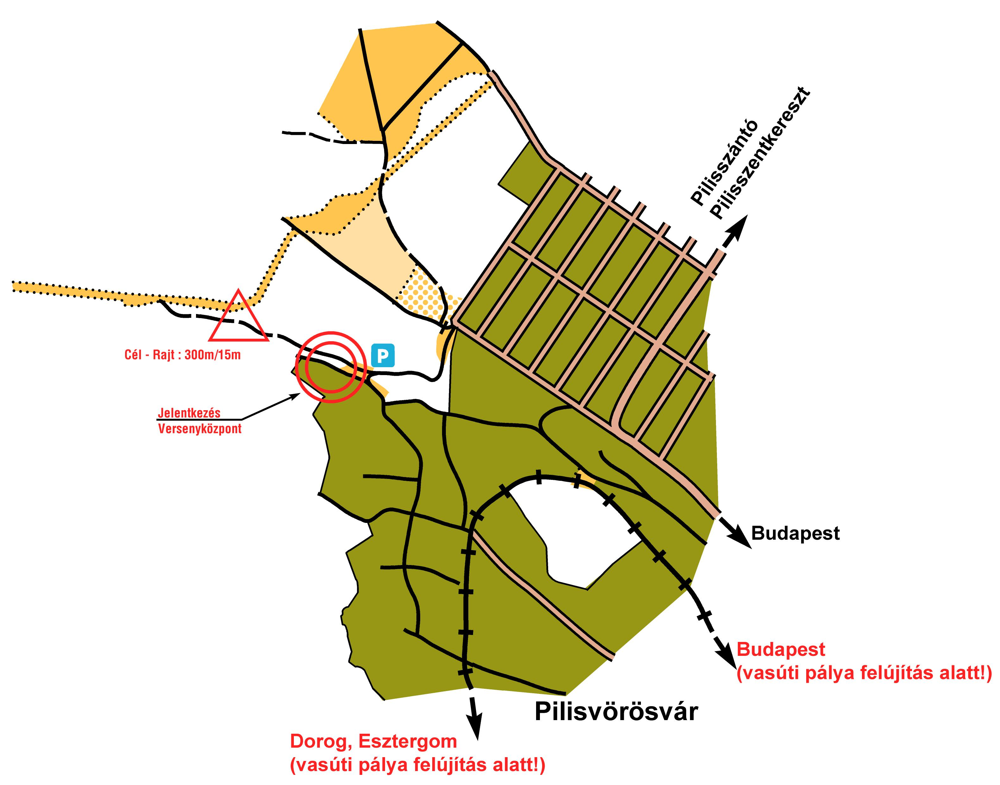 Pilisszántó
Pilisszentkereszt
P
Cél - Rajt : 300m/15m
Jelentkezés
Versenyközpont
Budapest
Budapest
(vasúti pálya felújítás alatt!)
Pilisvörösvár
Dorog, Esztergom
(vasúti pálya felújítás alatt!)